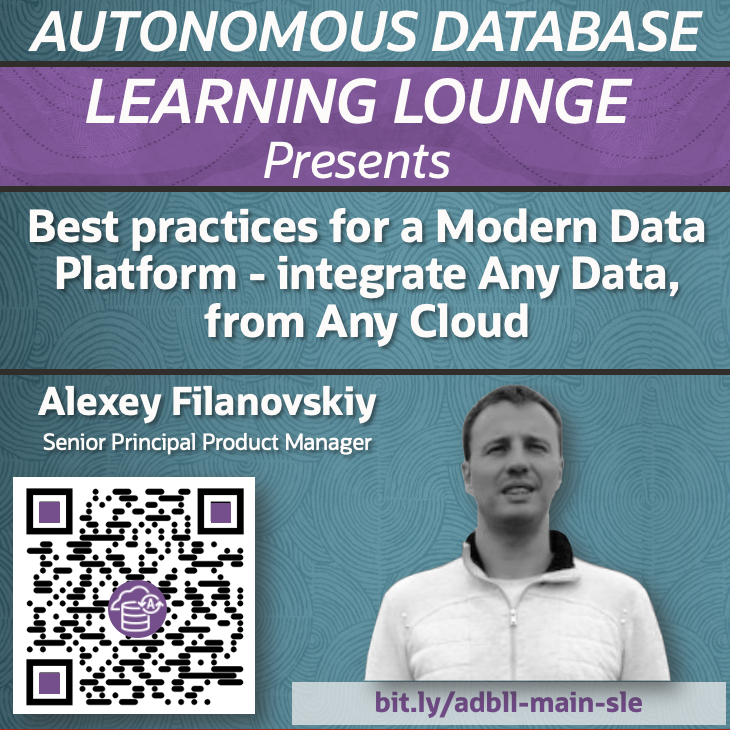 AUTONOMOUS DATABASE
LEARNING LOUNGE
Presents
Best practices for a Modern Data
Platform - integrate Any Data,
from Any Cloud
Alexey Filanovskiy
Senior Principal Product Manager
A
bit.ly/adbll-main-sle